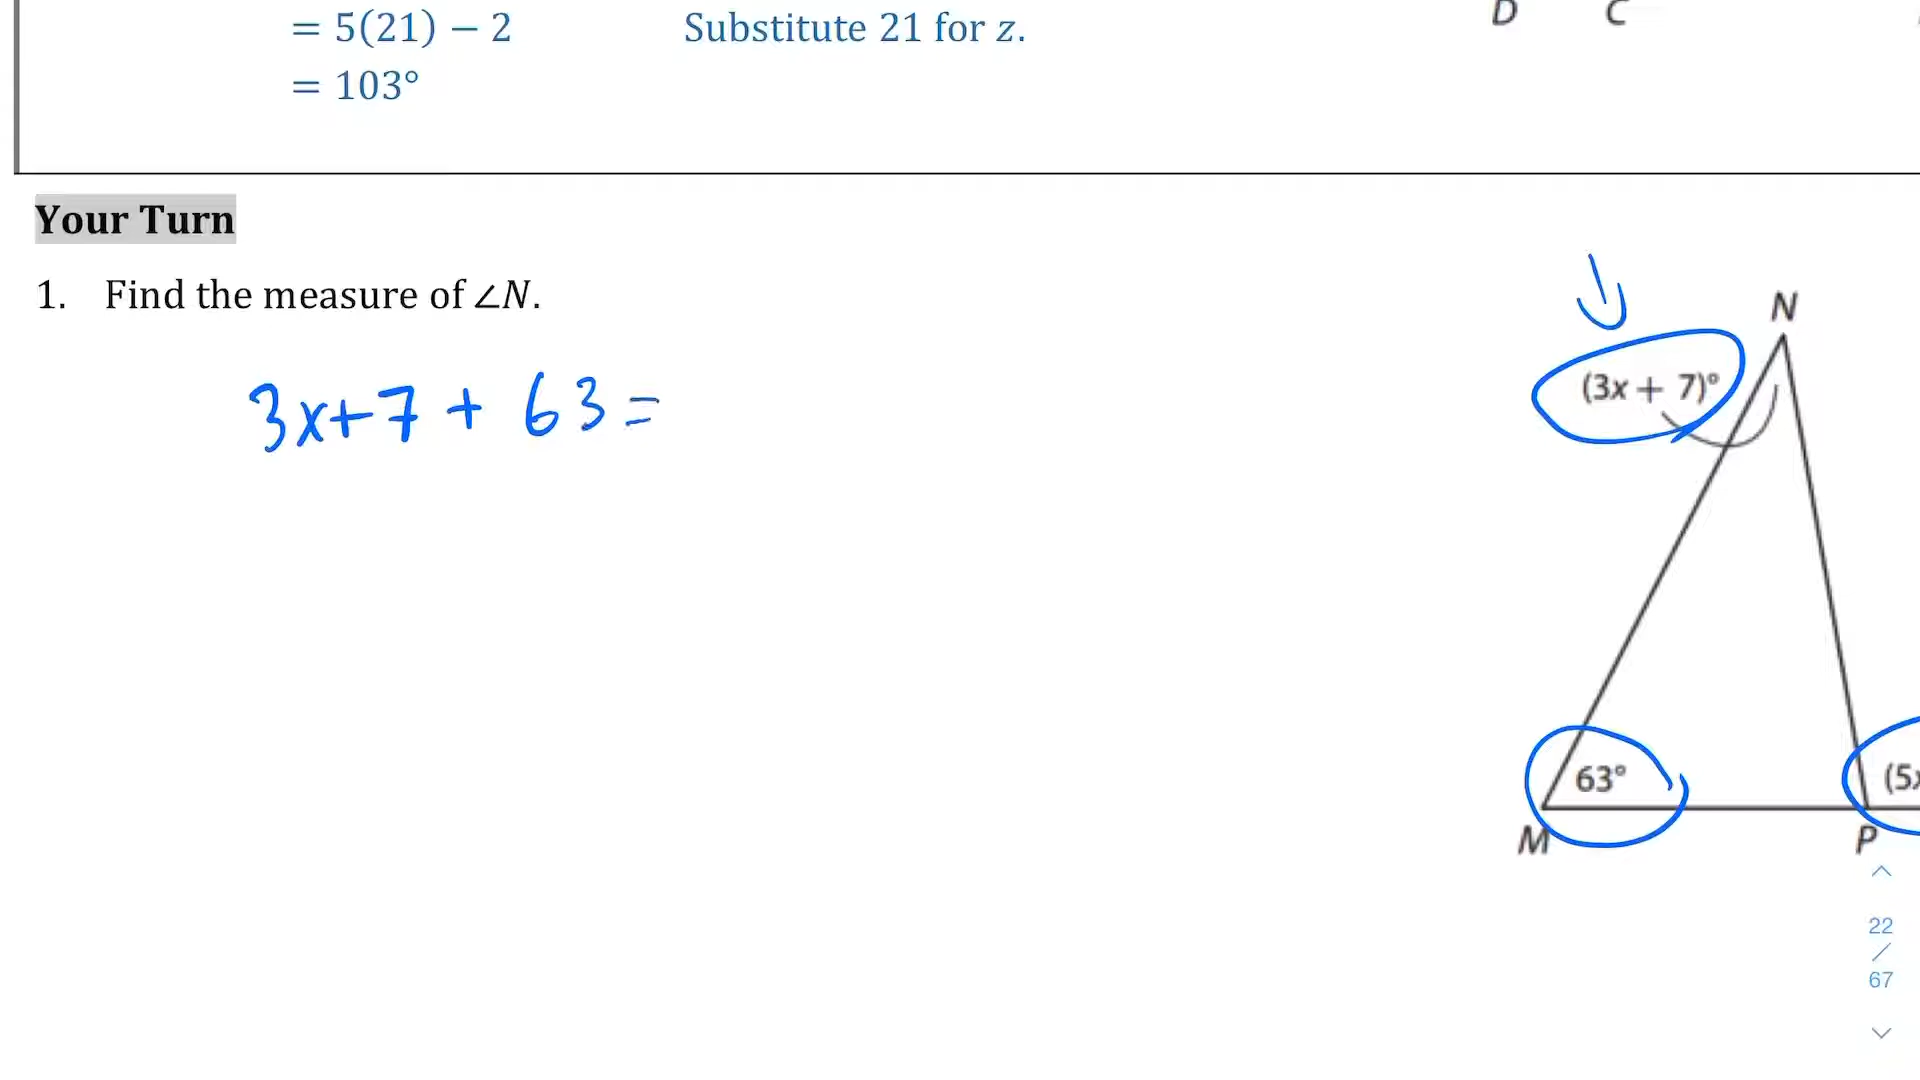 = 5(21) − 2 Substitute 21 for z.
= 103°
D C
Your Turn
1. Find the measure of ∠N.
3x+7 + 63 =
N
(3x + 7)°
63°
(5x
M P
22
/
67